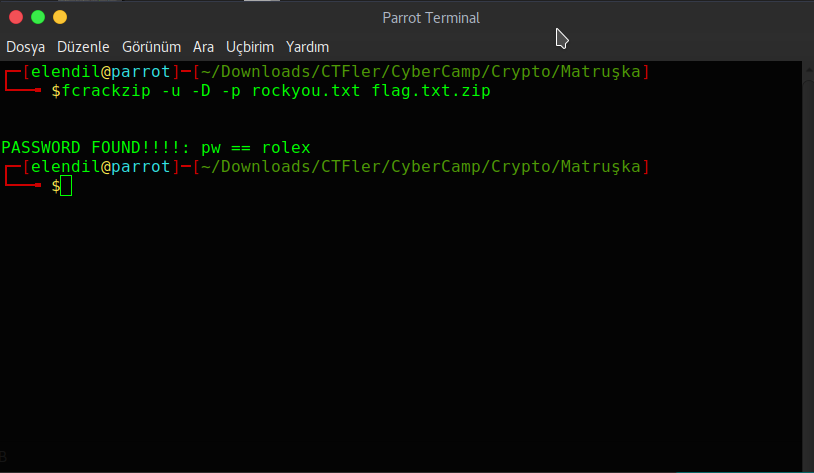 Parrot Terminal
Dosya Düzenle Görünüm Ara Uçbirim Yardım
[elendil@parrot]─[~/Downloads/CTFler/CyberCamp/Crypto/Matruşka]
$fcrackzip -u -D -p rockyou.txt flag.txt.zip
PASSWORD FOUND!!!!: pw == rolex
[elendil@parrot]─[~/Downloads/CTFler/CyberCamp/Crypto/Matruşka]
$